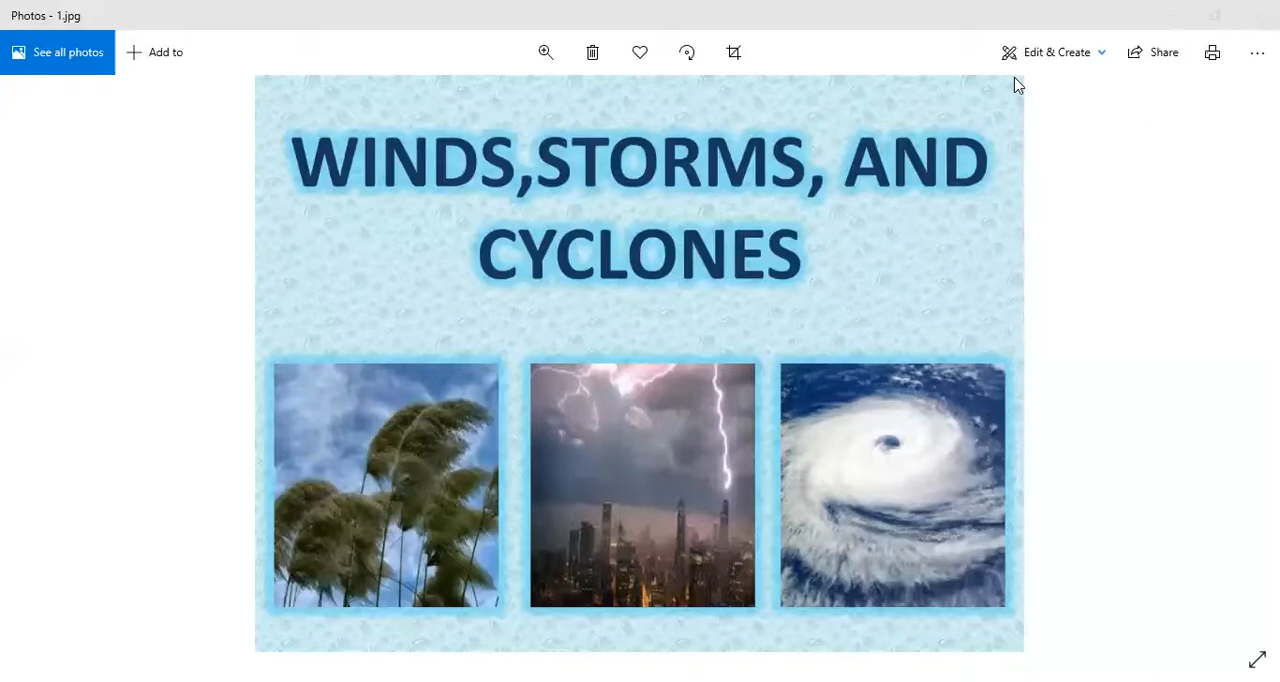 Photos - 1.jpg
See all photos
Add to
Edit & Create
Share
WINDS,STORMS, AND
CYCLONES